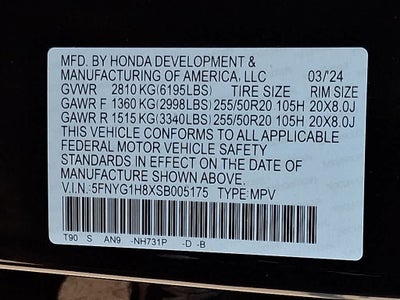 MFD. BY HONDA DEVELOPMENT &
MANUFACTURING OF AMERICA, LLC 03/'24
GVWR 2810 KG(6195LBS) TIRE SIZE RIM SIZE
GAWR F 1360 KG(2998LBS) 255/50R20 105H 20X8.0J
GAWR R 1515 KG(3340LBS) 255/50R20 105H 20X8.0J
THIS VEHICLE CONFORMS TO ALL APPLICABLE
FEDERAL MOTOR VEHICLE SAFETY
STANDARDS IN EFFECT ON THE DATE OF
MANUFACTURE SHOWN ABOVE.
V.I.N.:5FNYG1H8XSB005175 TYPE:MPV
T90 S AN9 -NH731P -D -B